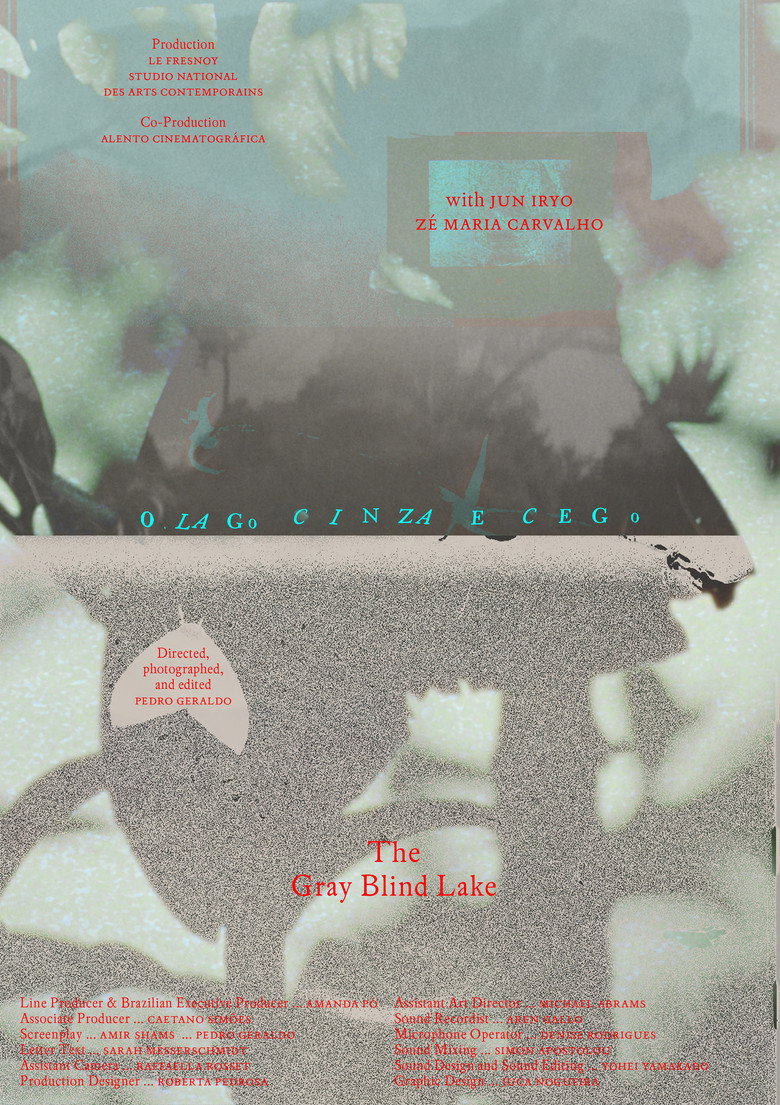 Production
LE FRESNOY
STUDIO NATIONAL
DES ARTS CONTEMPORAINS
Co-Production
ALENTO CINEMATOGRÁFICA
with JUN IRYO
ZÉ MARIA CARVALHO
O LAGo CINZA E CEGo
Directed,
photographed,
and edited
PEDRO GERALDO
The
Gray Blind Lake
Line Producer & Brazilian Executive Producer ... AMANDA PÓ
Associate Producer ... CAETANO SIMÕES
Screenplay ... AMIR SHAMS ... PEDRO GERALDO
Letter Text ... SARAH MESSERSCHMIDT
Assistant Camera ... RAFFAELLA ROSSET
Production Designer ... ROBERTA PEDROSA
Assistant Art Director ... MICHAEL ABRAMS
Sound Recordist ... AREN GALLO
Microphone Operator ... DENISE RODRIGUES
Sound Mixing ... SIMON APOSTOLOU
Sound Design and Sound Editing ... YOHEI YAMAKADO
Graphic Design ... JUCA NOGUEIRA